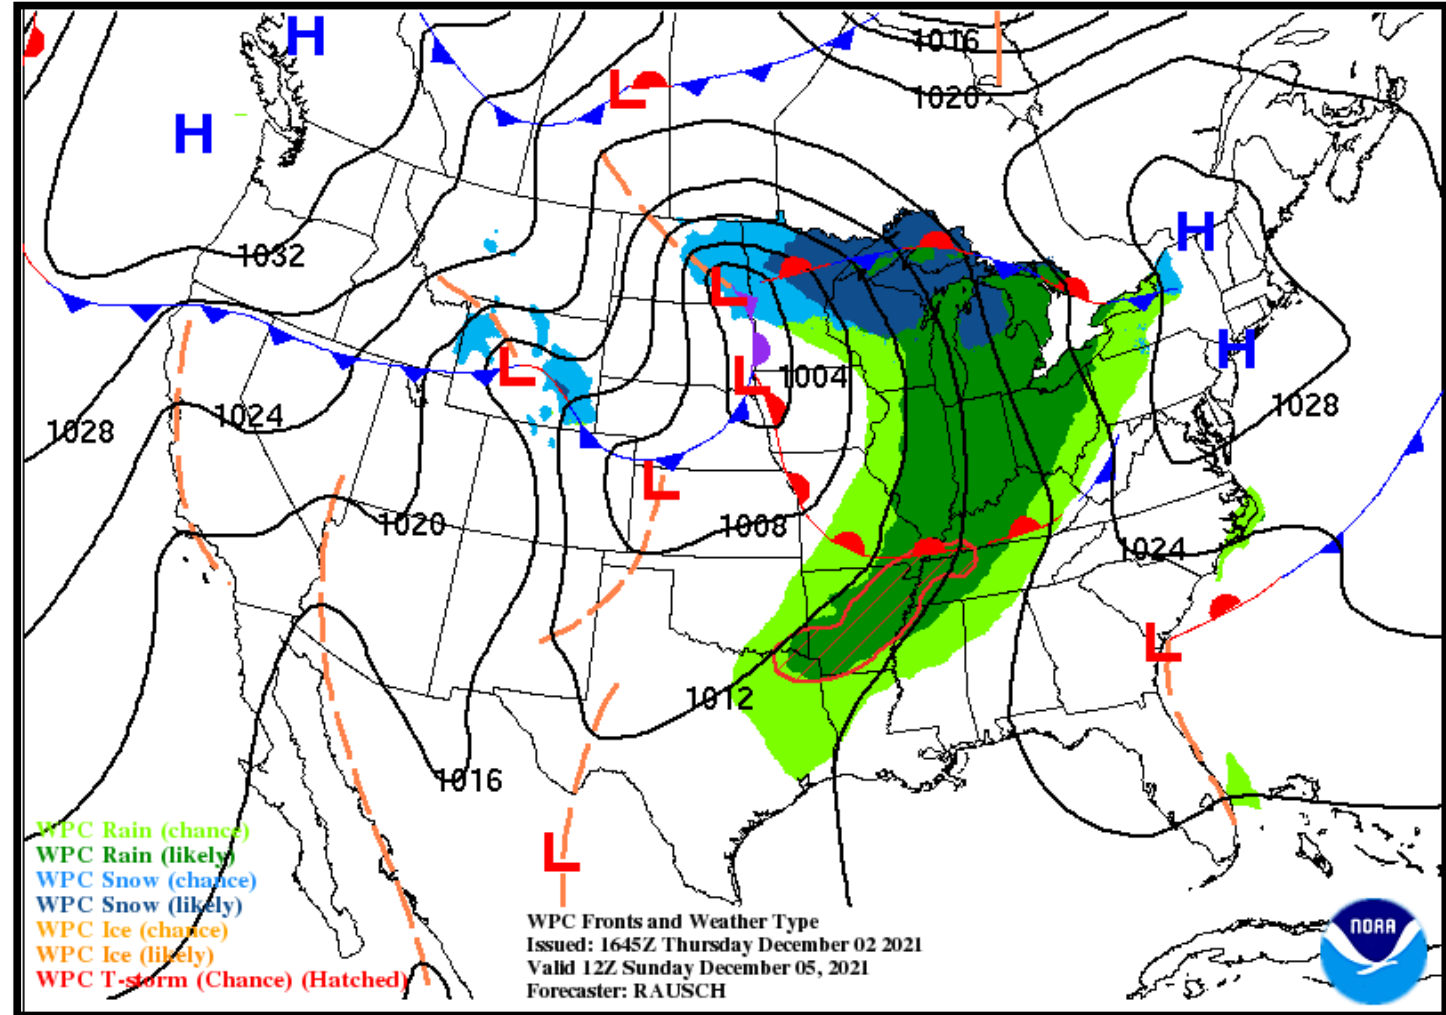 H
1016
L
1020
H
H
1032
L
H
L
L
1004
1024
1028
1028
L
1020
1008
1024
L
1012
1016
L
WPC Rain (chance)
WPC Rain (likely)
WPC Snow (chance)
WPC Snow (likely)
WPC Ice (chance)
WPC Ice (likely)
WPC T-storm (Chance) (Hatched)
WPC Fronts and Weather Type
Issued: 1645Z Thursday December 02 2021
Valid 12Z Sunday December 05, 2021
Forecaster: RAUSCH
NOAA